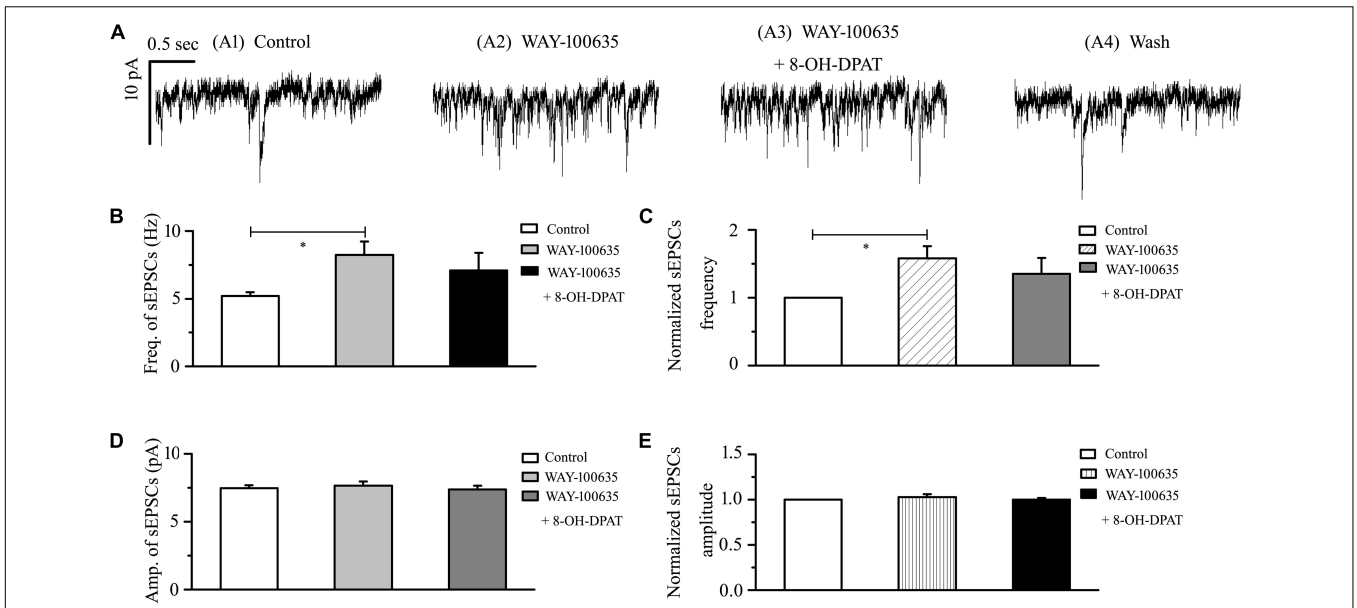 A
0.5 sec
10 pA
(A1) Control
(A2) WAY-100635
(A3) WAY-100635
+ 8-OH-DPAT
(A4) Wash
B
Freq. of sEPSCs (Hz)
10
5
0
*
Control
WAY-100635
WAY-100635
+ 8-OH-DPAT
C
Normalized sEPSCs
frequency
2
1
0
*
Control
WAY-100635
WAY-100635
+ 8-OH-DPAT
D
Amp. of sEPSCs (pA)
10
5
0
Control
WAY-100635
WAY-100635
+ 8-OH-DPAT
E
Normalized sEPSCs
amplitude
1.5
1.0
0.5
0.0
Control
WAY-100635
WAY-100635
+ 8-OH-DPAT